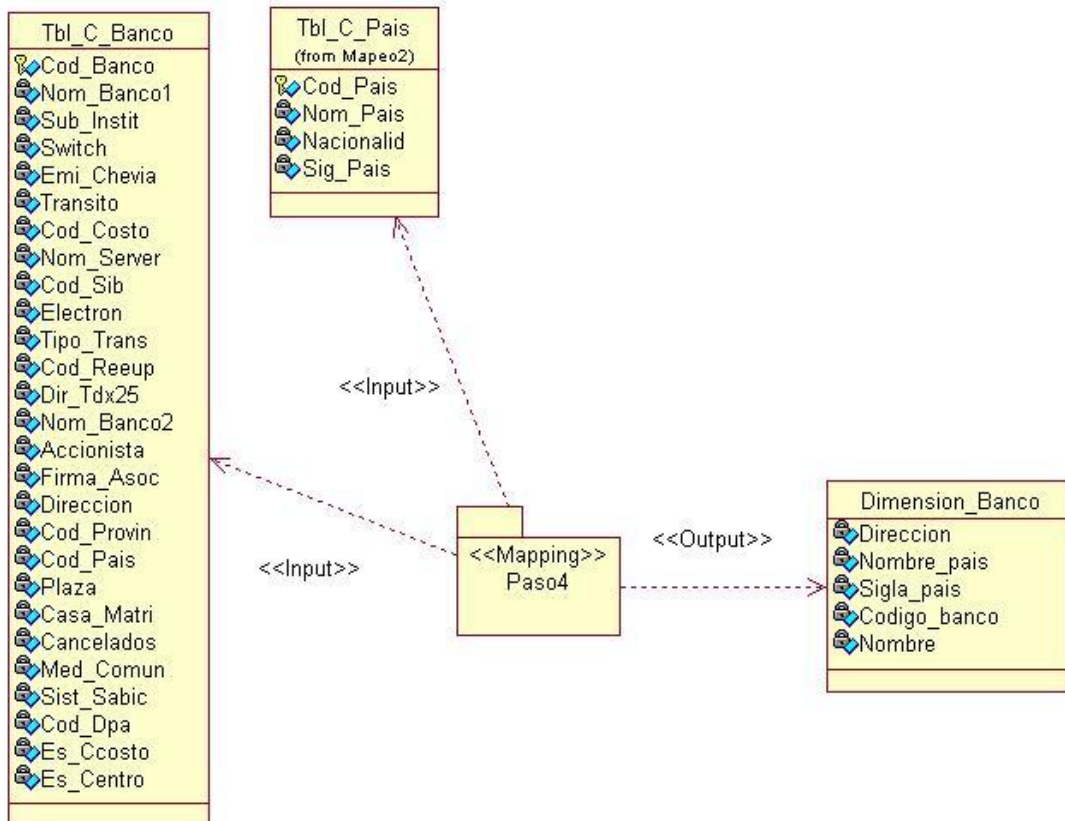 Tbl_C_Banco
Cod_Banco
Nom_Banco1
Sub_Instit
Switch
Emi_Chevia
Transito
Cod_Costo
Nom_Server
Cod_Sib
Electron
Tipo_Trans
Cod_Reeup
Dir_Tdx25
Nom_Banco2
Accionista
Firma_Asoc
Direccion
Cod_Provin
Cod_Pais
Plaza
Casa_Matri
Cancelados
Med_Comun
Sist_Sabic
Cod_Dpa
Es_Ccosto
Es_Centro
Tbl_C_Pais
(from Mapeo2)
Cod_Pais
Nom_Pais
Nacionalid
Sig_Pais
<<Input>>
<<Input>>
<<Mapping>>
Paso4
<<Output>>
Dimension_Banco
Direccion
Nombre_pais
Sigla_pais
Codigo_banco
Nombre